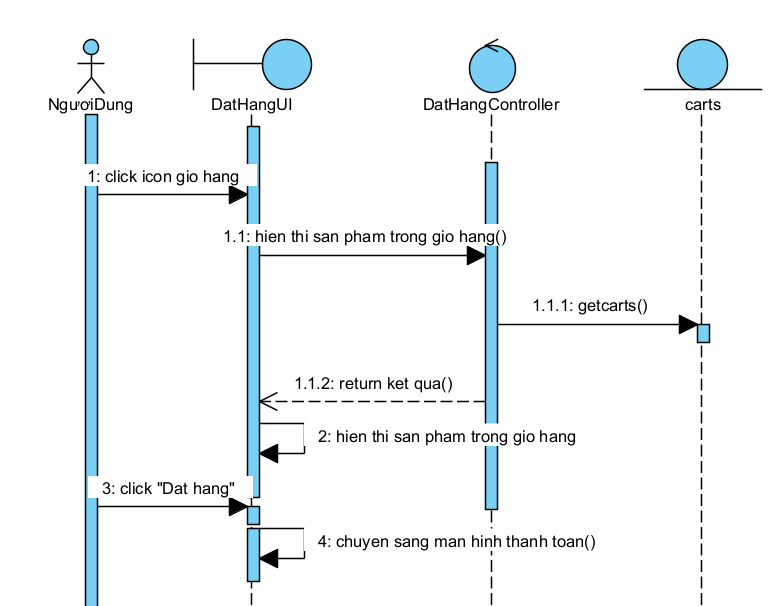 NgươiDung
DatHangUI
DatHangController
carts
1: click icon gio hang
1.1: hien thi san pham trong gio hang()
1.1.1: getcarts()
1.1.2: return ket qua()
2: hien thi san pham trong gio hang
3: click "Dat hang"
4: chuyen sang man hinh thanh toan()